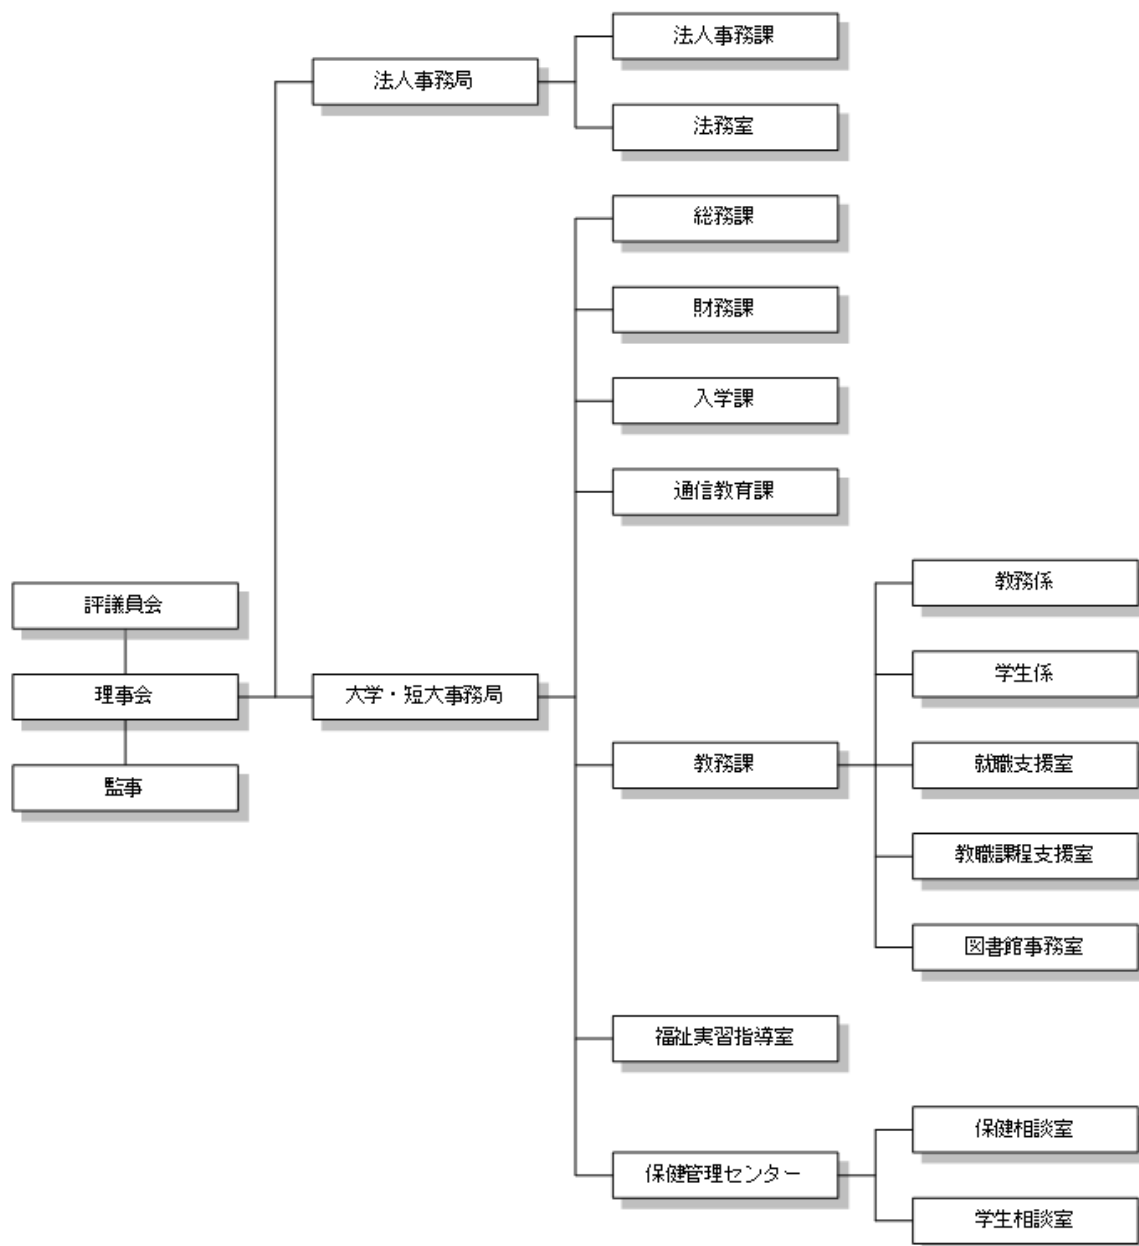 法人事務課
法人事務局
法務室
総務課
財務課
入学課
通信教育課
教務係
評議員会
学生係
理事会
大学・短大事務局
教務課
就職支援室
監事
教職課程支援室
図書館事務室
福祉実習指導室
保健相談室
保健管理センター
学生相談室